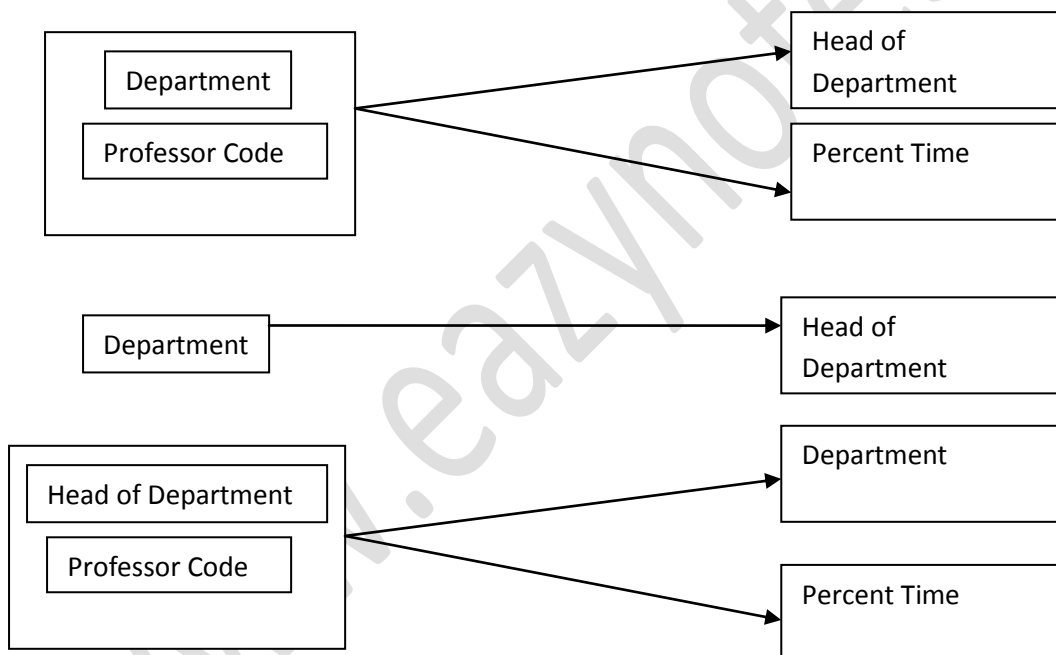 Department
Professor Code
Head of
Department
Percent Time
Department
Head of
Department
Head of Department
Professor Code
Department
Percent Time